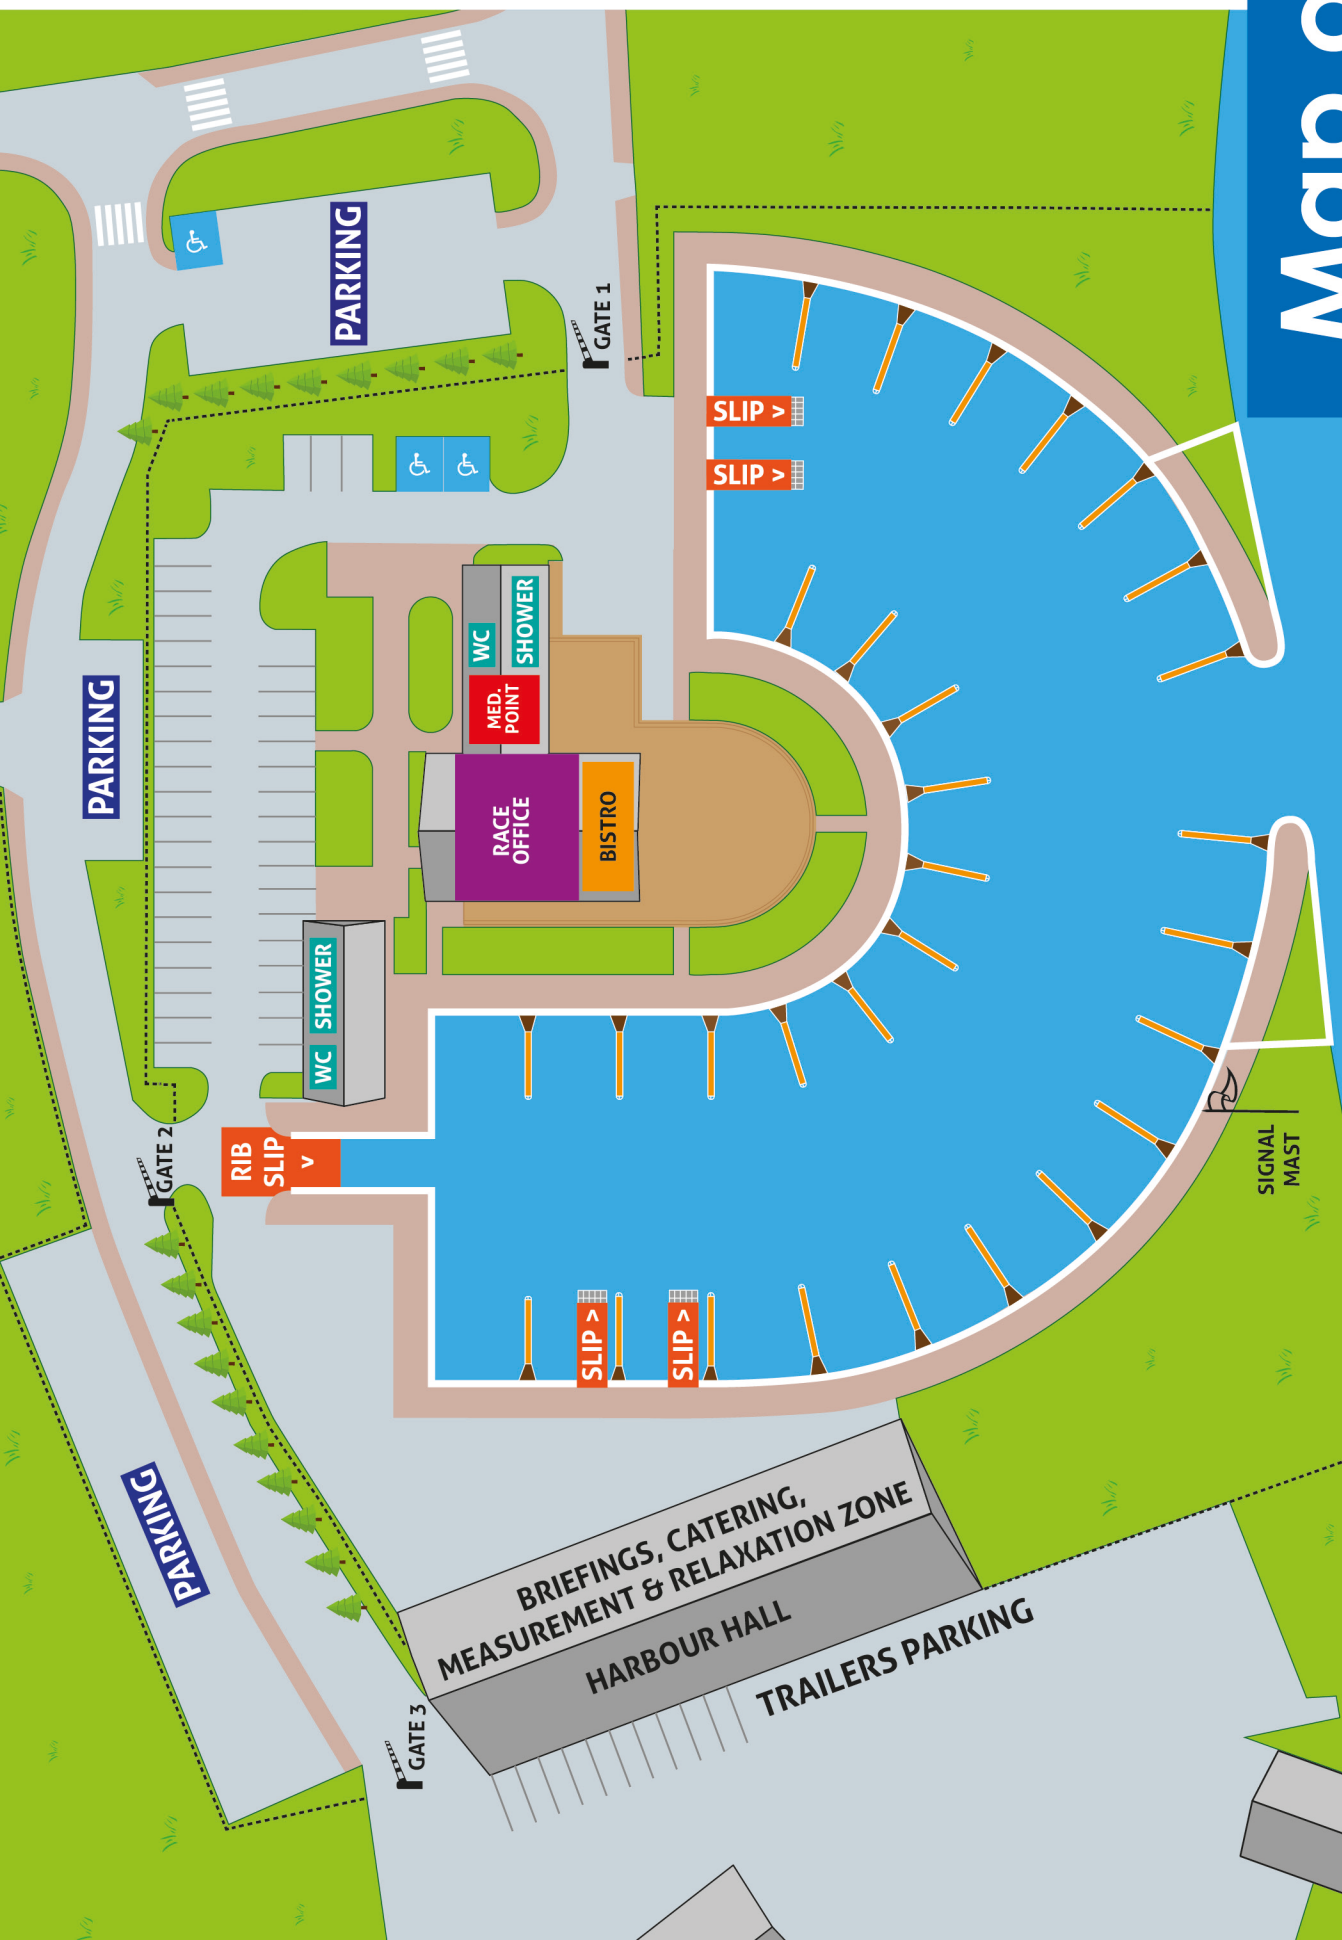 Map o
PARKING
GATE 1
SLIP >
SLIP >
WC
SHOWER
MED.
POINT
PARKING
RACE
OFFICE
BISTRO
SHOWER
WC
GATE 2
RIB
SLIP
>
SIGNAL
MAST
SLIP >
SLIP >
PARKING
BRIEFINGS, CATERING,
MEASUREMENT & RELAXATION ZONE
HARBOUR HALL
TRAILERS PARKING
GATE 3